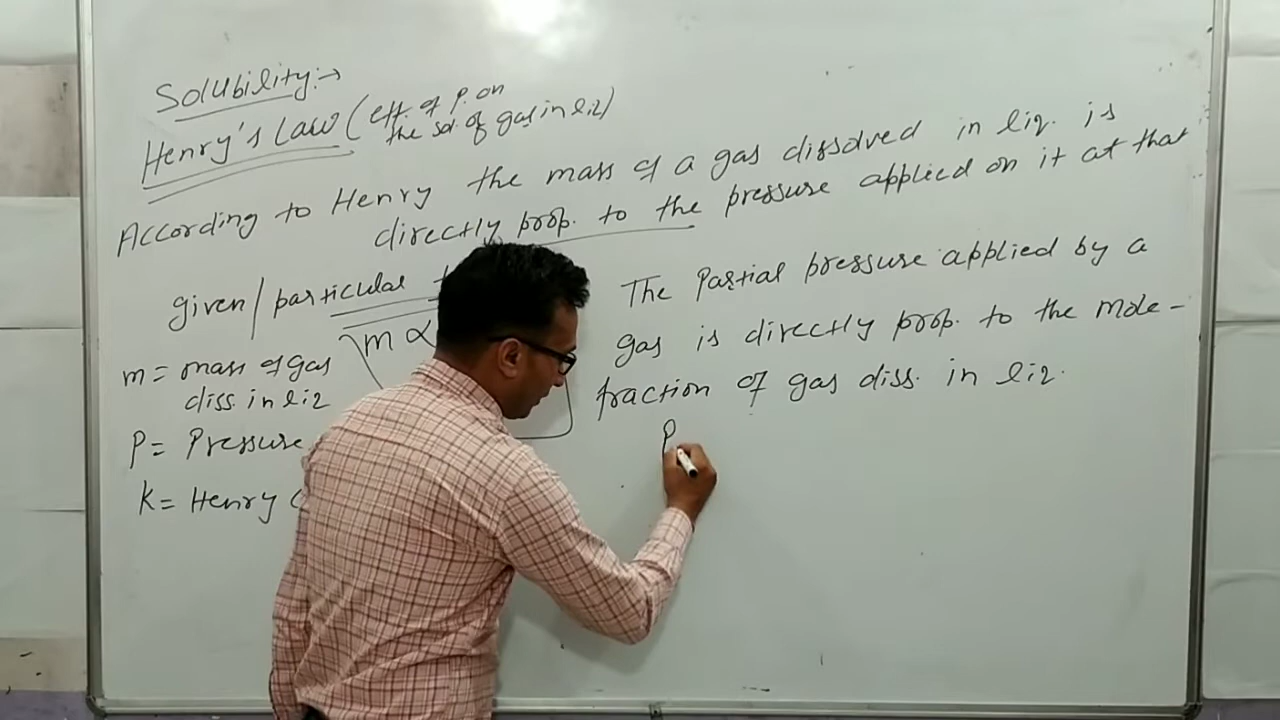 Solubility:→
Henry's Law (eff. of P. on
the sol. of gas in liq)
According to Henry the mass of a gas dissolved in liq. is
directly prop. to the pressure applied on it at that
given/particular
m ∝
m = mass of gas
diss. in liq
P = Pressure
K = Henry
The Partial pressure applied by a
gas is directly prop. to the mole-
fraction of gas diss. in liq.
P